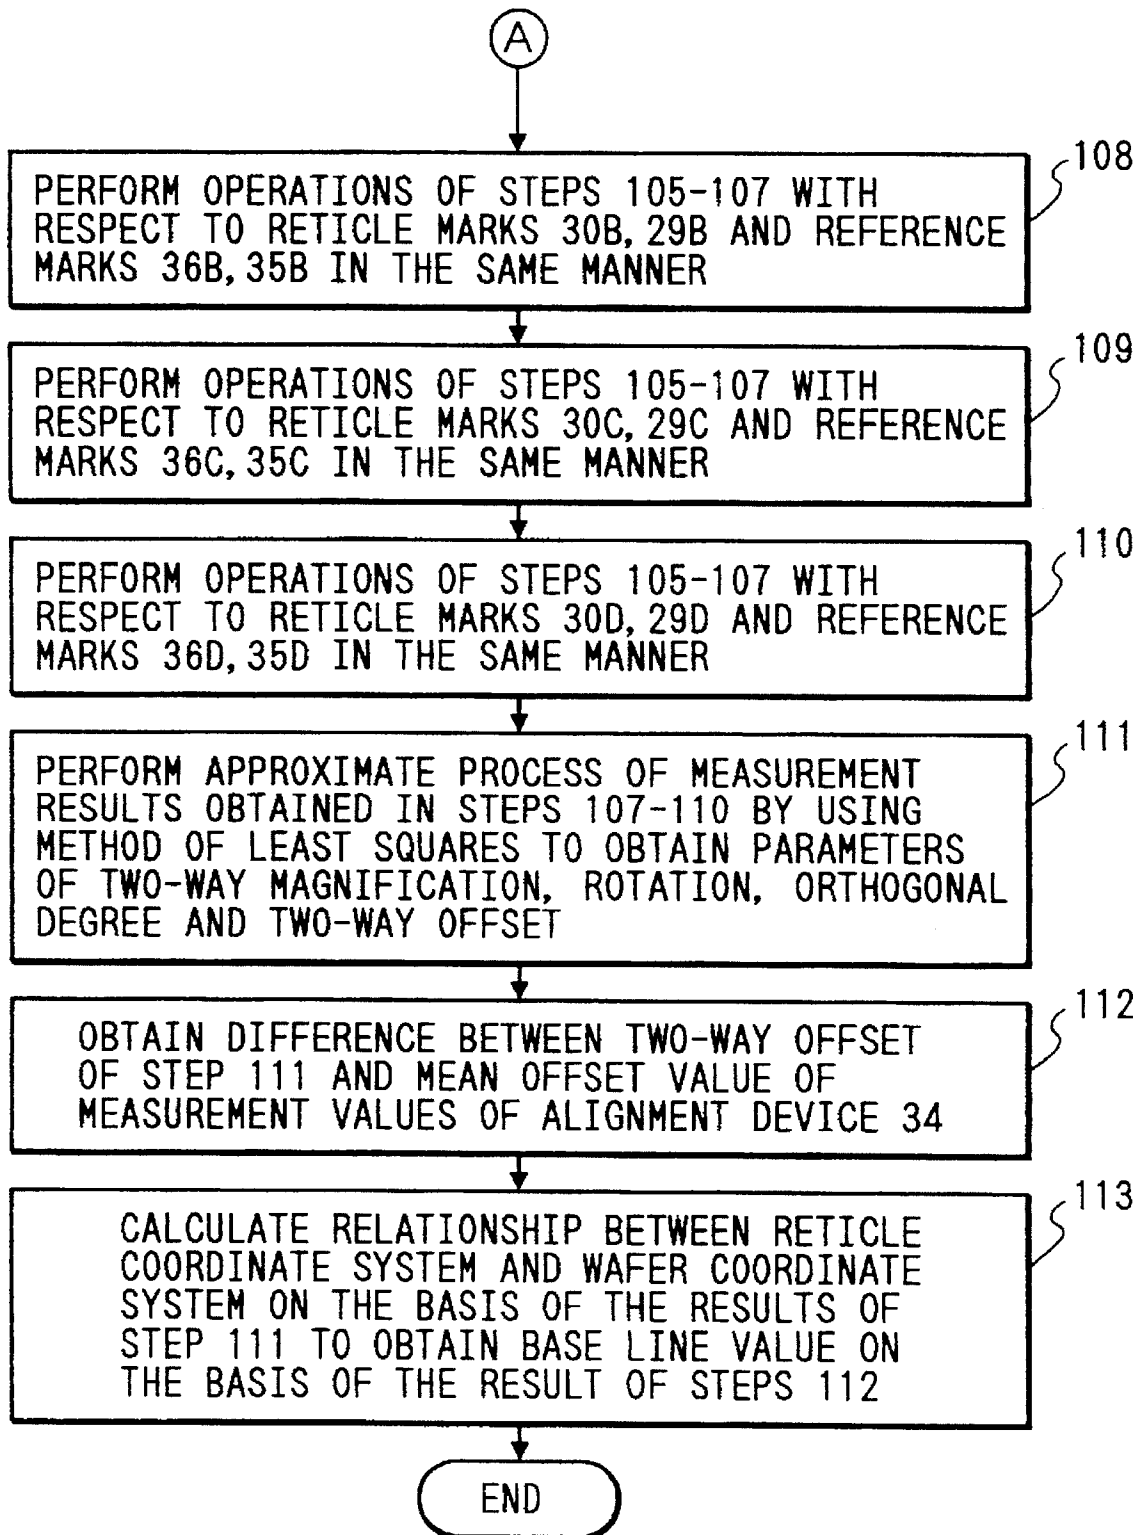 A
108
PERFORM OPERATIONS OF STEPS 105-107 WITH
RESPECT TO RETICLE MARKS 30B, 29B AND REFERENCE
MARKS 36B, 35B IN THE SAME MANNER
109
PERFORM OPERATIONS OF STEPS 105-107 WITH
RESPECT TO RETICLE MARKS 30C, 29C AND REFERENCE
MARKS 36C, 35C IN THE SAME MANNER
110
PERFORM OPERATIONS OF STEPS 105-107 WITH
RESPECT TO RETICLE MARKS 30D, 29D AND REFERENCE
MARKS 36D, 35D IN THE SAME MANNER
111
PERFORM APPROXIMATE PROCESS OF MEASUREMENT
RESULTS OBTAINED IN STEPS 107-110 BY USING
METHOD OF LEAST SQUARES TO OBTAIN PARAMETERS
OF TWO-WAY MAGNIFICATION, ROTATION, ORTHOGONAL
DEGREE AND TWO-WAY OFFSET
112
OBTAIN DIFFERENCE BETWEEN TWO-WAY OFFSET
OF STEP 111 AND MEAN OFFSET VALUE OF
MEASUREMENT VALUES OF ALIGNMENT DEVICE 34
113
CALCULATE RELATIONSHIP BETWEEN RETICLE
COORDINATE SYSTEM AND WAFER COORDINATE
SYSTEM ON THE BASIS OF THE RESULTS OF
STEP 111 TO OBTAIN BASE LINE VALUE ON
THE BASIS OF THE RESULT OF STEPS 112
END